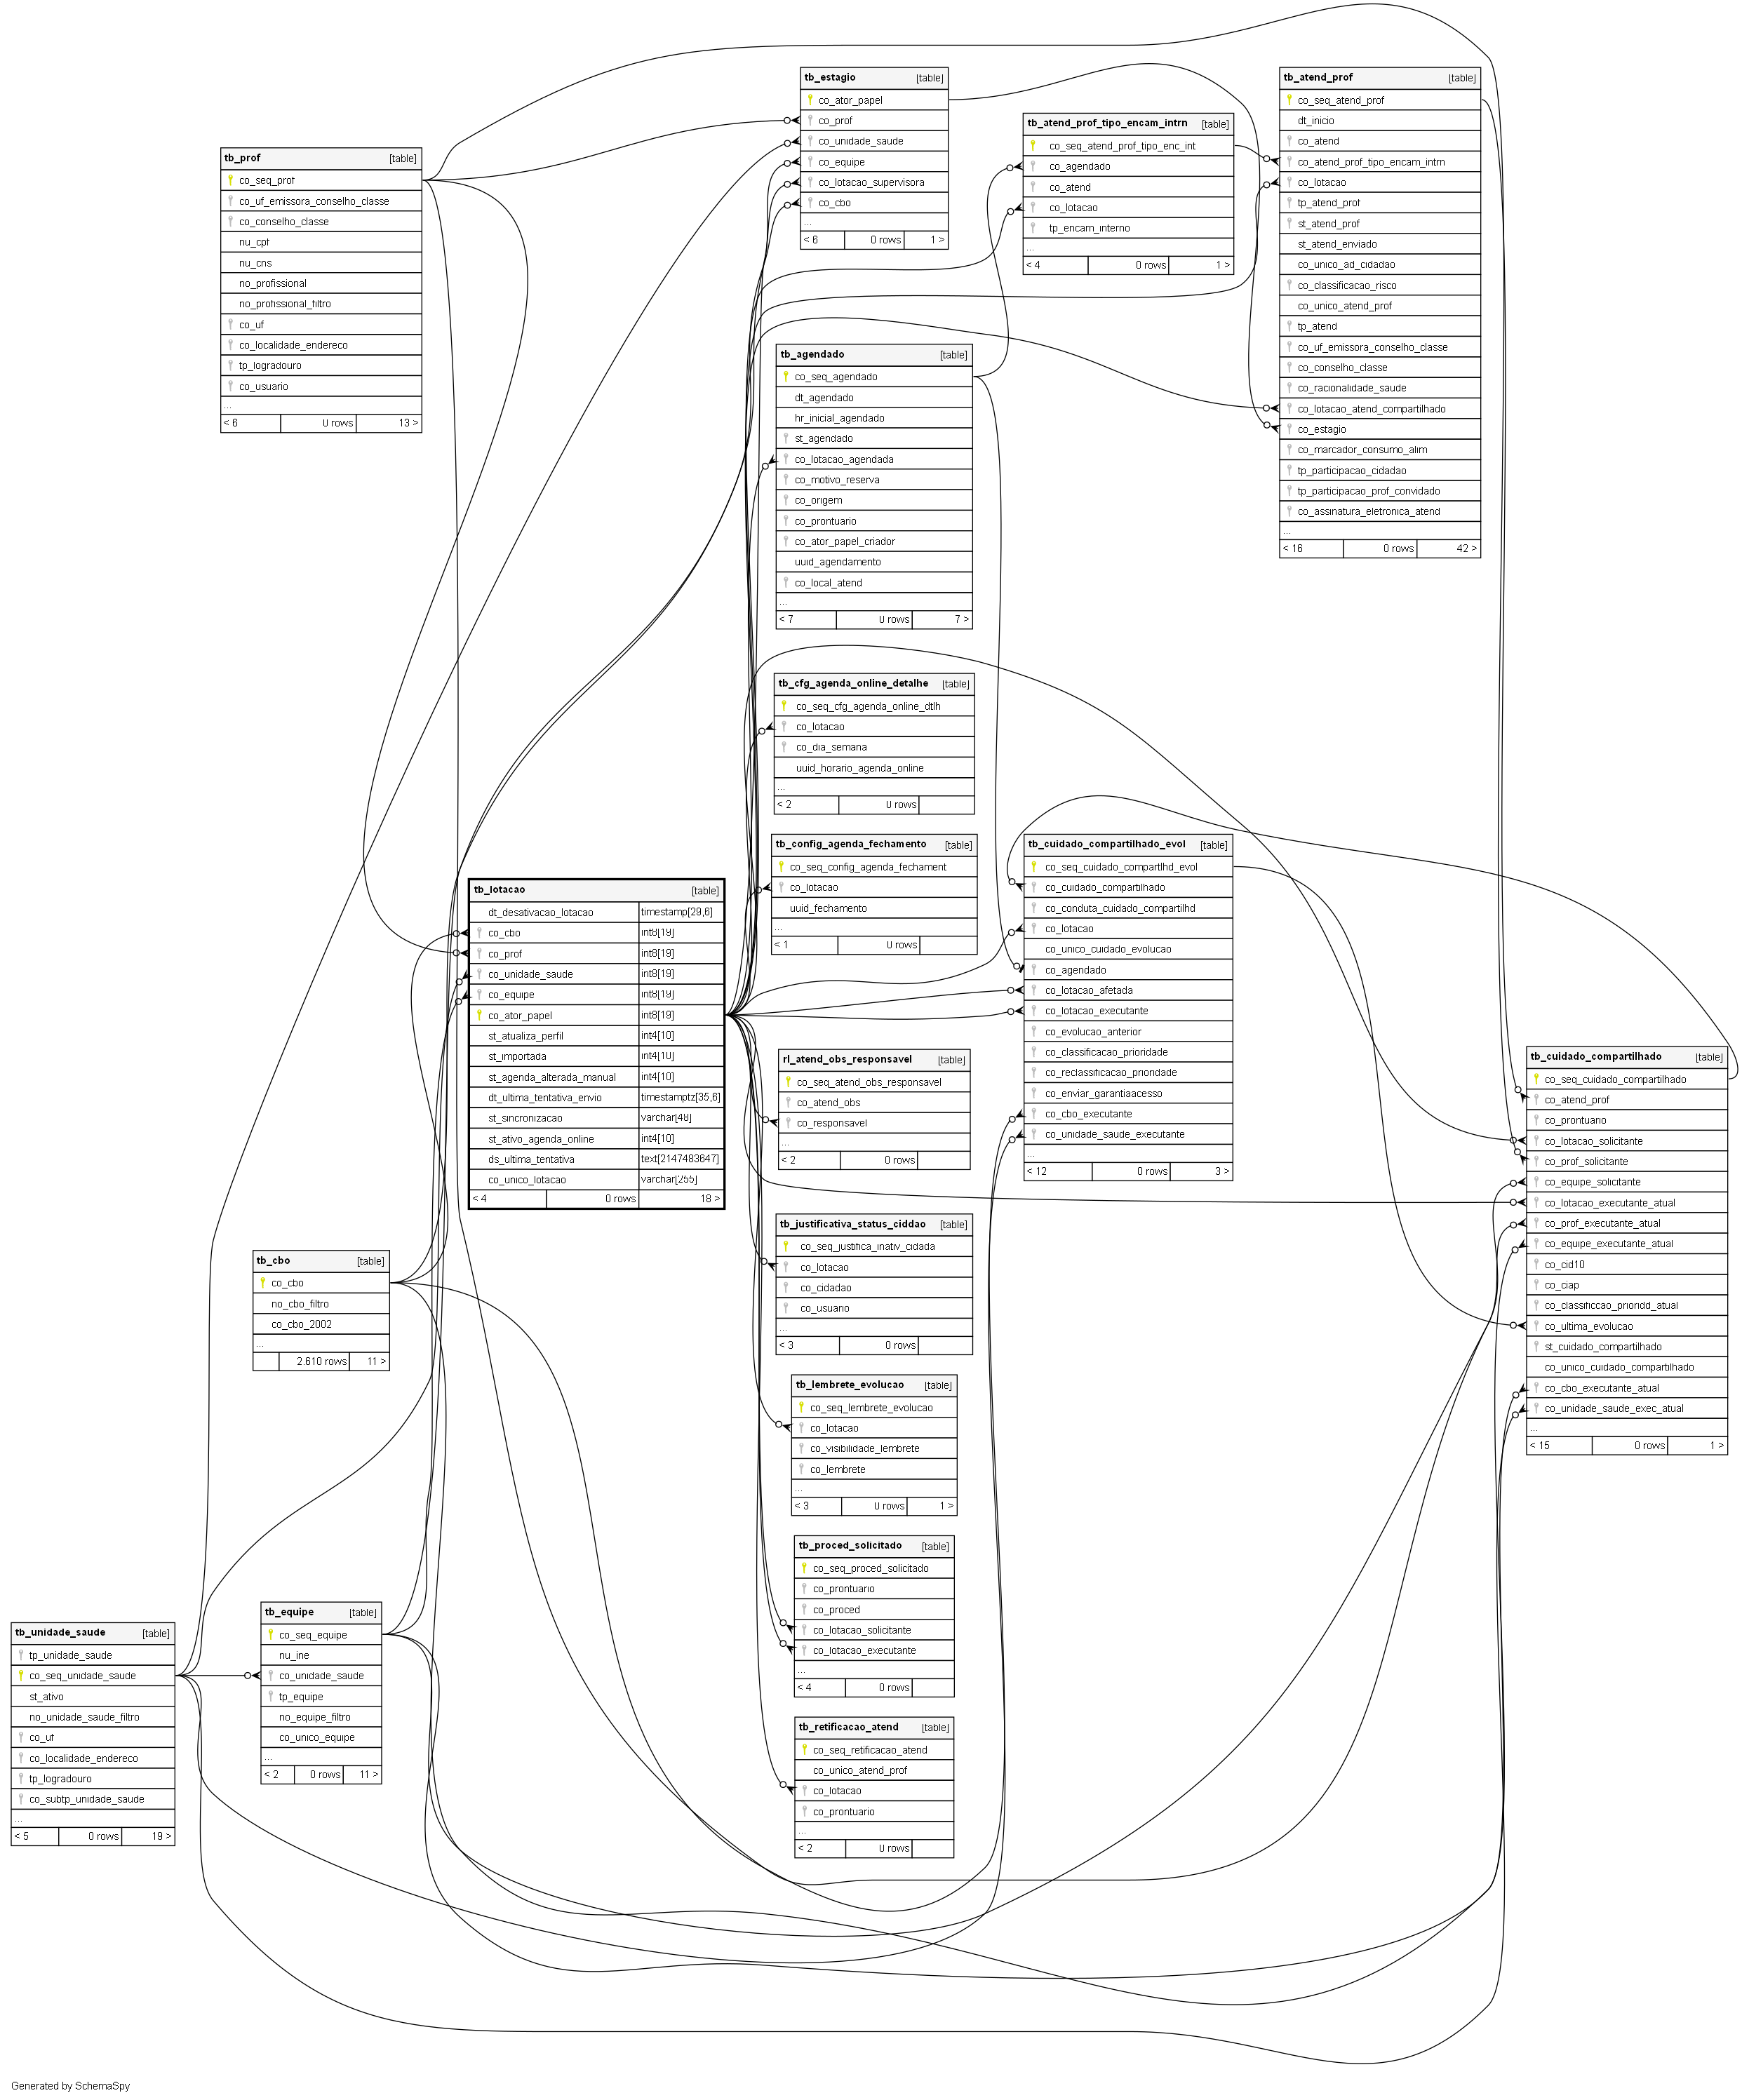 tb_prof [table]
co_seq_prof
co_uf_emissora_conselho_classe
co_conselho_classe
nu_cpf
nu_cns
no_profissional
no_profissional_filtro
co_uf
co_localidade_endereco
tp_logradouro
co_usuario
...
< 6 0 rows 13 >
tb_estagio [table]
co_ator_papel
co_prof
co_unidade_saude
co_equipe
co_lotacao_supervisora
co_cbo
...
< 6 0 rows 1 >
tb_atend_prof_tipo_encam_intrn [table]
co_seq_atend_prof_tipo_enc_int
co_agendado
co_atend
co_lotacao
tp_encam_interno
...
< 4 0 rows 1 >
tb_atend_prof [table]
co_seq_atend_prof
dt_inicio
co_atend
co_atend_prof_tipo_encam_intrn
co_lotacao
tp_atend_prof
st_atend_prof
st_atend_enviado
co_unico_ad_cidadao
co_classificacao_risco
co_unico_atend_prof
tp_atend
co_uf_emissora_conselho_classe
co_conselho_classe
co_racionalidade_saude
co_lotacao_atend_compartilhado
co_estagio
co_marcador_consumo_alim
tp_participacao_cidadao
tp_participacao_prof_convidado
co_assinatura_eletronica_atend
...
< 16 0 rows 42 >
tb_agendado [table]
co_seq_agendado
dt_agendado
hr_inicial_agendado
st_agendado
co_lotacao_agendada
co_motivo_reserva
co_origem
co_prontuario
co_ator_papel_criador
uuid_agendamento
co_local_atend
...
< 7 0 rows 7 >
tb_cfg_agenda_online_detalhe [table]
co_seq_cfg_agenda_online_dtlh
co_lotacao
co_dia_semana
uuid_horario_agenda_online
...
< 2 0 rows
tb_config_agenda_fechamento [table]
co_seq_config_agenda_fechament
co_lotacao
uuid_fechamento
...
< 1 0 rows
tb_cuidado_compartilhado_evol [table]
co_seq_cuidado_compartlhd_evol
co_cuidado_compartilhado
co_conduta_cuidado_compartilhd
co_lotacao
co_unico_cuidado_evolucao
co_agendado
co_lotacao_afetada
co_lotacao_executante
co_evolucao_anterior
co_classificacao_prioridade
co_reclassificacao_prioridade
co_enviar_garantiaacesso
co_cbo_executante
co_unidade_saude_executante
...
< 12 0 rows 3 >
tb_lotacao [table]
dt_desativacao_lotacao timestamp[29,6]
co_cbo int8[19]
co_prof int8[19]
co_unidade_saude int8[19]
co_equipe int8[19]
co_ator_papel int8[19]
st_atualiza_perfil int4[10]
st_importada int4[10]
st_agenda_alterada_manual int4[10]
dt_ultima_tentativa_envio timestamptz[35,6]
st_sincronizacao varchar[48]
st_ativo_agenda_online int4[10]
ds_ultima_tentativa text[2147483647]
co_unico_lotacao varchar[255]
< 4 0 rows 18 >
rl_atend_obs_responsavel [table]
co_seq_atend_obs_responsavel
co_atend_obs
co_responsavel
...
< 2 0 rows
tb_cuidado_compartilhado [table]
co_seq_cuidado_compartilhado
co_atend_prof
co_prontuario
co_lotacao_solicitante
co_prof_solicitante
co_equipe_solicitante
co_lotacao_executante_atual
co_prof_executante_atual
co_equipe_executante_atual
co_cid10
co_ciap
co_classificcao_prioridd_atual
co_ultima_evolucao
st_cuidado_compartilhado
co_unico_cuidado_compartilhado
co_cbo_executante_atual
co_unidade_saude_exec_atual
...
< 15 0 rows 1 >
tb_justificativa_status_ciddao [table]
co_seq_justifica_inativ_cidada
co_lotacao
co_cidadao
co_usuario
...
< 3 0 rows
tb_cbo [table]
co_cbo
no_cbo_filtro
co_cbo_2002
...
2.610 rows 11 >
tb_lembrete_evolucao [table]
co_seq_lembrete_evolucao
co_lotacao
co_visibilidade_lembrete
co_lembrete
...
< 3 0 rows 1 >
tb_proced_solicitado [table]
co_seq_proced_solicitado
co_prontuario
co_proced
co_lotacao_solicitante
co_lotacao_executante
...
< 4 0 rows
tb_equipe [table]
co_seq_equipe
nu_ine
co_unidade_saude
tp_equipe
no_equipe_filtro
co_unico_equipe
...
< 2 0 rows 11 >
tb_unidade_saude [table]
tp_unidade_saude
co_seq_unidade_saude
st_ativo
no_unidade_saude_filtro
co_uf
co_localidade_endereco
tp_logradouro
co_subtp_unidade_saude
...
< 5 0 rows 19 >
tb_retificacao_atend [table]
co_seq_retificacao_atend
co_unico_atend_prof
co_lotacao
co_prontuario
...
< 2 0 rows
Generated by SchemaSpy